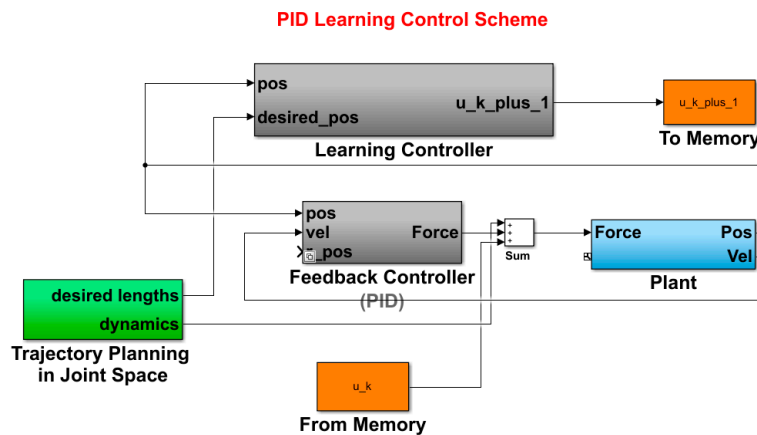 PID Learning Control Scheme
pos
desired_pos
u_k_plus_1
Learning Controller
u_k_plus_1
To Memory
pos
vel
_pos
Force
Feedback Controller
(PID)
+
+
+
Sum
Force
Pos
Vel
Plant
desired lengths
dynamics
Trajectory Planning
in Joint Space
u_k
From Memory